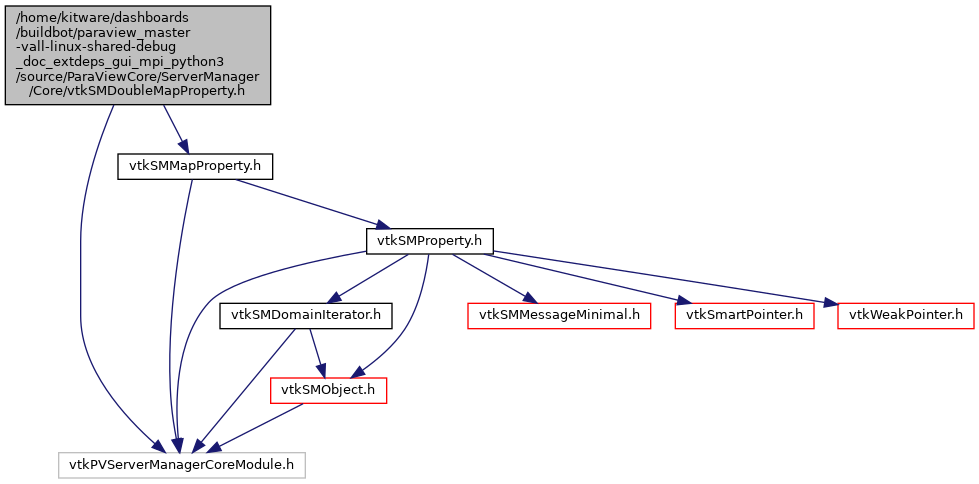 /home/kitware/dashboards
/buildbot/paraview_master
-vall-linux-shared-debug
_doc_extdeps_gui_mpi_python3
/source/ParaViewCore/ServerManager
/Core/vtkSMDoubleMapProperty.h
vtkSMMapProperty.h
vtkSMProperty.h
vtkSMDomainIterator.h
vtkSMMessageMinimal.h
vtkSmartPointer.h
vtkWeakPointer.h
vtkSMObject.h
vtkPVServerManagerCoreModule.h